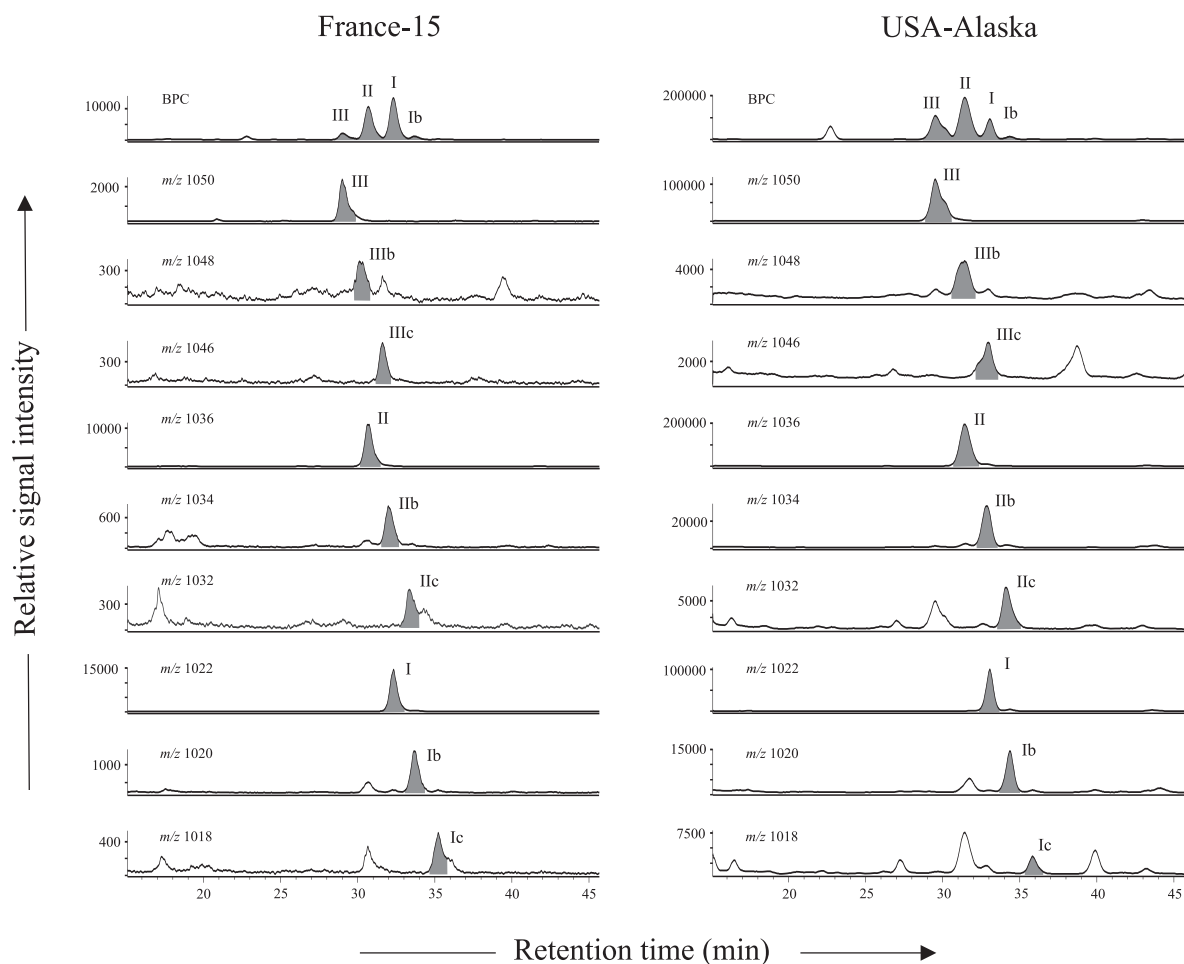 France-15
USA-Alaska
BPC
10000
III
II
I
Ib
BPC
200000
III
II
I
Ib
m/z 1050
2000
III
m/z 1050
100000
III
m/z 1048
300
IIIb
m/z 1048
4000
IIIb
m/z 1046
300
IIIc
m/z 1046
2000
IIIc
m/z 1036
10000
II
m/z 1036
200000
II
m/z 1034
600
IIb
m/z 1034
20000
IIb
m/z 1032
300
IIc
m/z 1032
5000
IIc
m/z 1022
15000
I
m/z 1022
100000
I
m/z 1020
1000
Ib
m/z 1020
15000
Ib
m/z 1018
400
Ic
m/z 1018
7500
Ic
20 25 30 35 40 45
20 25 30 35 40 45
Relative signal intensity
Retention time (min)